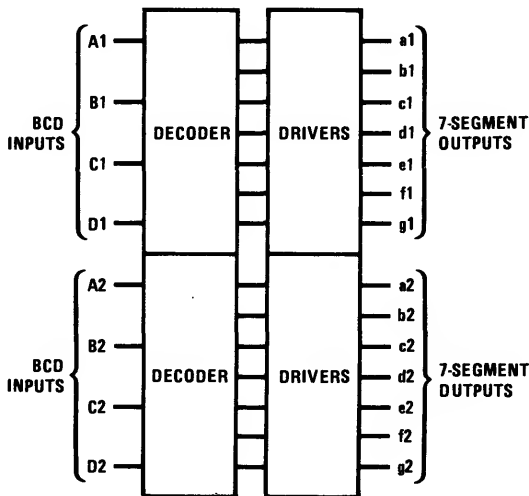 A1
a1
b1
B1
c1
BCD
INPUTS
DECODER
DRIVERS
d1
7-SEGMENT
OUTPUTS
C1
e1
f1
D1
g1
A2
a2
b2
B2
c2
BCD
INPUTS
DECODER
DRIVERS
d2
7-SEGMENT
DUTPUTS
C2
e2
f2
D2
g2